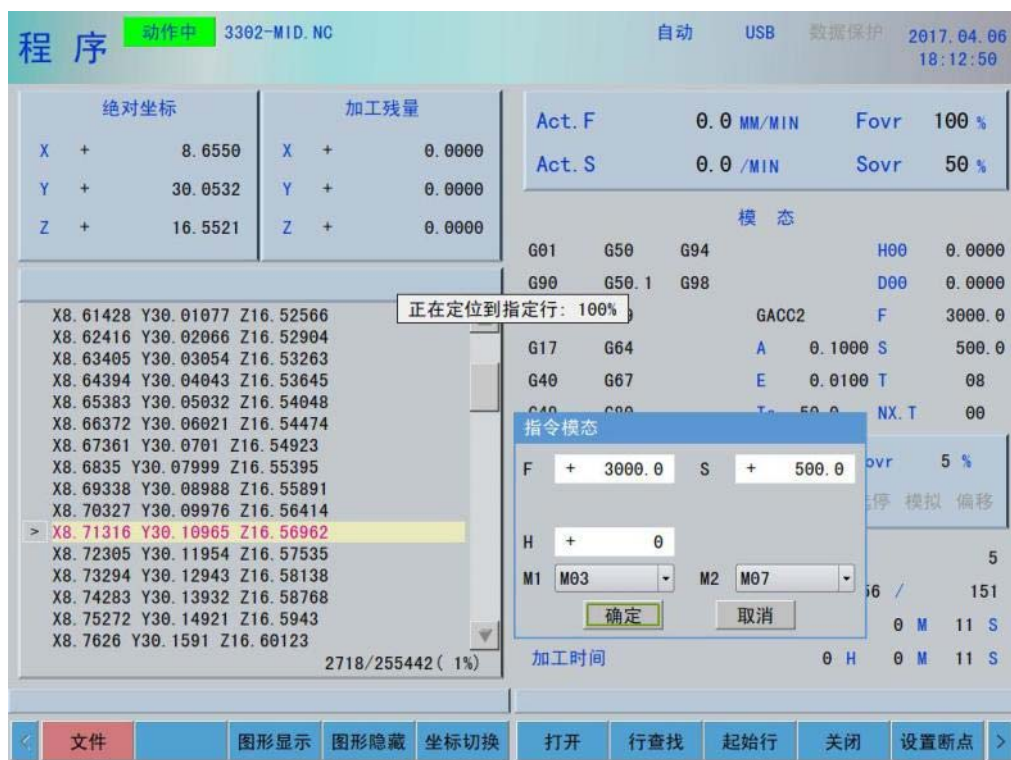 程 序 动作中 3302-MID.NC 自动 USB 数据保护 2017.04.06
18:12:50
绝对坐标 加工残量
X + 8.6550 X + 0.0000
Y + 30.0532 Y + 0.0000
Z + 16.5521 Z + 0.0000
Act.F 0.0 MM/MIN Fovr 100 %
Act.S 0.0 /MIN Sovr 50 %
模 态
G01 G50 G94 H00 0.0000
G90 G50.1 G98 D00 0.0000
正在定位到指定行: 100%
GACC2 F 3000.0
G17 G64 A 0.1000 S 500.0
G40 G67 E 0.0100 T 08
NX.T 00
X8.61428 Y30.01077 Z16.52566
X8.62416 Y30.02066 Z16.52904
X8.63405 Y30.03054 Z16.53263
X8.64394 Y30.04043 Z16.53645
X8.65383 Y30.05032 Z16.54048
X8.66372 Y30.06021 Z16.54474
X8.67361 Y30.0701 Z16.54923
X8.6835 Y30.07999 Z16.55395
X8.69338 Y30.08988 Z16.55891
X8.70327 Y30.09976 Z16.56414
> X8.71316 Y30.10965 Z16.56962
X8.72305 Y30.11954 Z16.57535
X8.73294 Y30.12943 Z16.58138
X8.74283 Y30.13932 Z16.58768
X8.75272 Y30.14921 Z16.5943
X8.7626 Y30.1591 Z16.60123
2718/255442( 1%)
指令模态
F + 3000.0 S + 500.0
H + 0
M1 M03 M2 M07
确定 取消
ovr 5 %
停 模拟 偏移
5
6 / 151
0 M 11 S
加工时间 0 H 0 M 11 S
< 文件 图形显示 图形隐藏 坐标切换 打开 行查找 起始行 关闭 设置断点 >